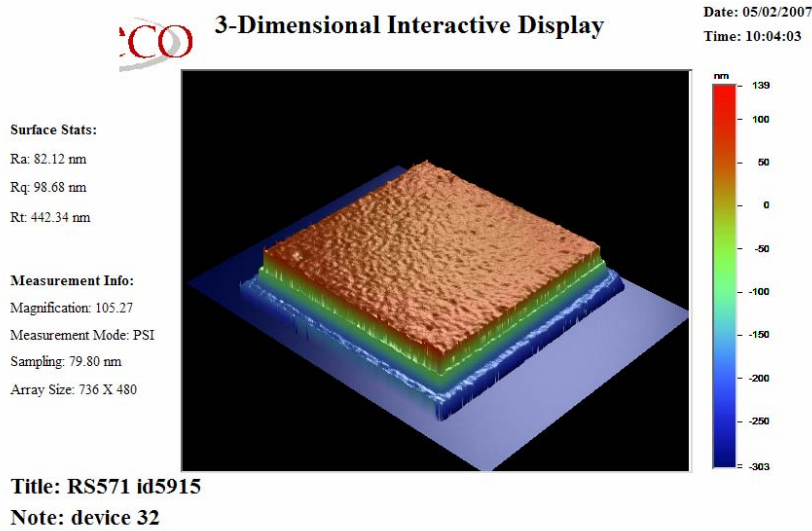 CCO
3-Dimensional Interactive Display
Date: 05/02/2007
Time: 10:04:03
Surface Stats:
Ra: 82.12 nm
Rq: 98.68 nm
Rt: 442.34 nm
Measurement Info:
Magnification: 105.27
Measurement Mode: PSI
Sampling: 79.80 nm
Array Size: 736 X 480
nm
139
100
50
0
-50
-100
-150
-200
-250
-303
Title: RS571 id5915
Note: device 32